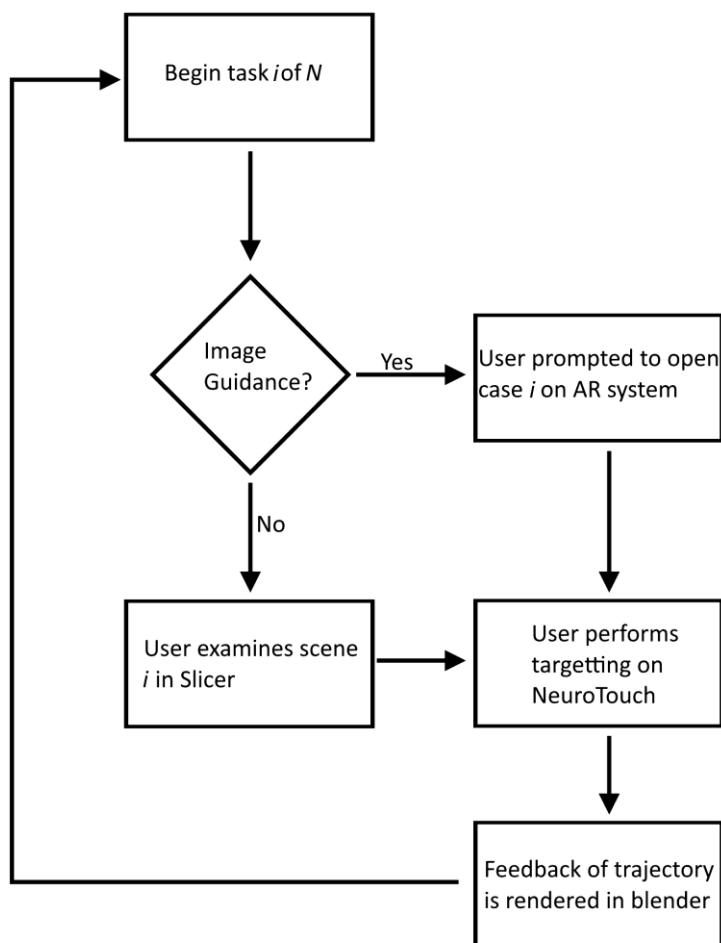 Begin task i of N
Image
Guidance?
Yes
User prompted to open
case i on AR system
No
User examines scene
i in Slicer
User performs
targetting on
NeuroTouch
Feedback of trajectory
is rendered in blender